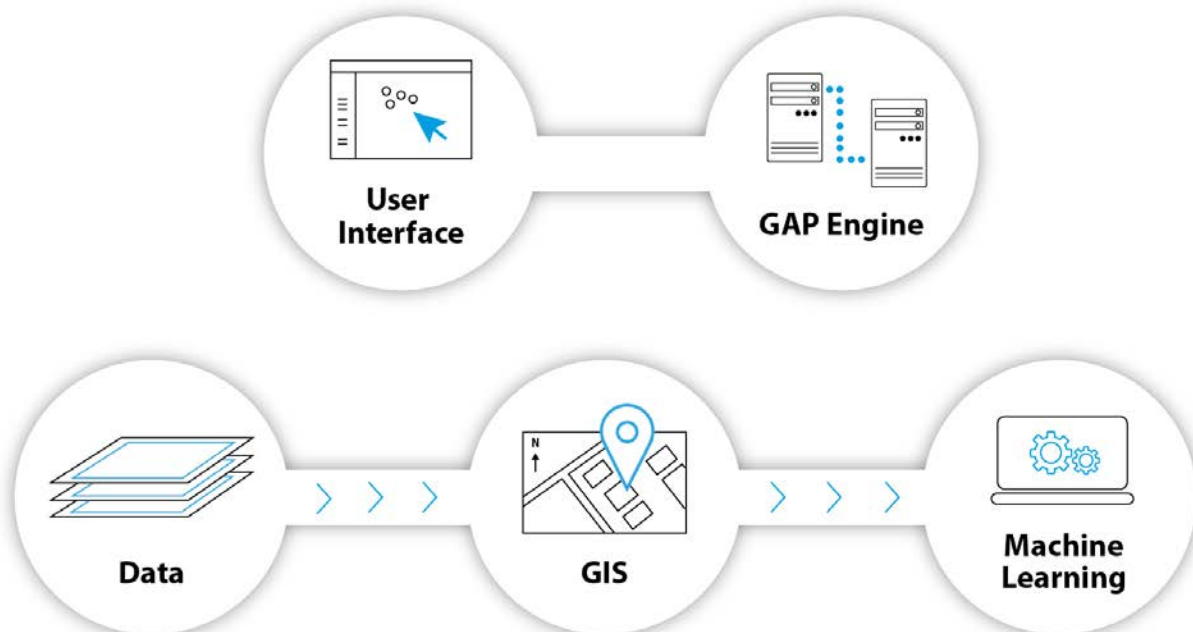 User
Interface
GAP Engine
Data
N
GIS
Machine
Learning